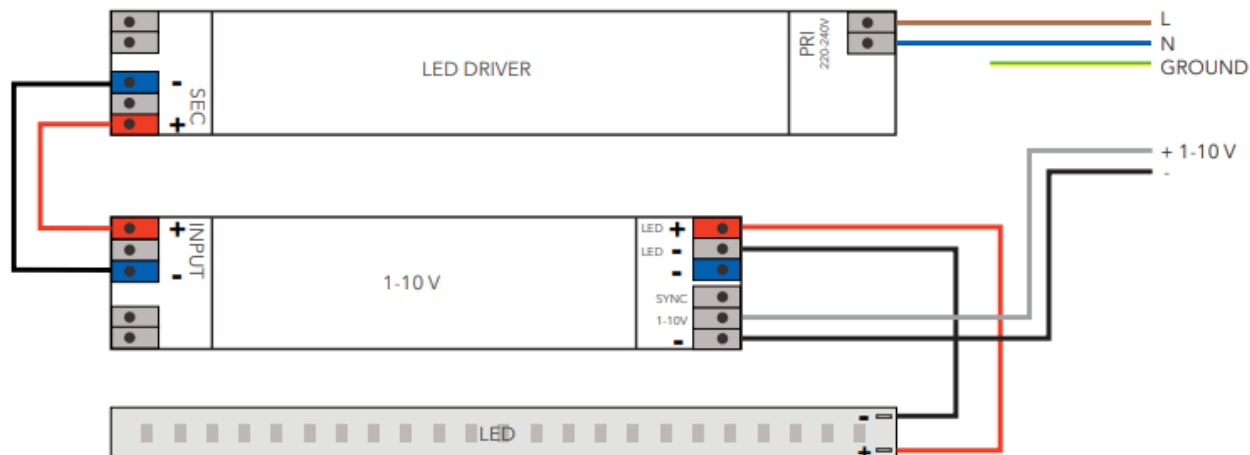 L
N
GROUND
LED DRIVER
PRI
220-240V
-
SEC
+
+ 1-10 V
-
+
INPUT
-
1-10 V
LED +
LED -
-
SYNC
1-10V
-
LED
-
+